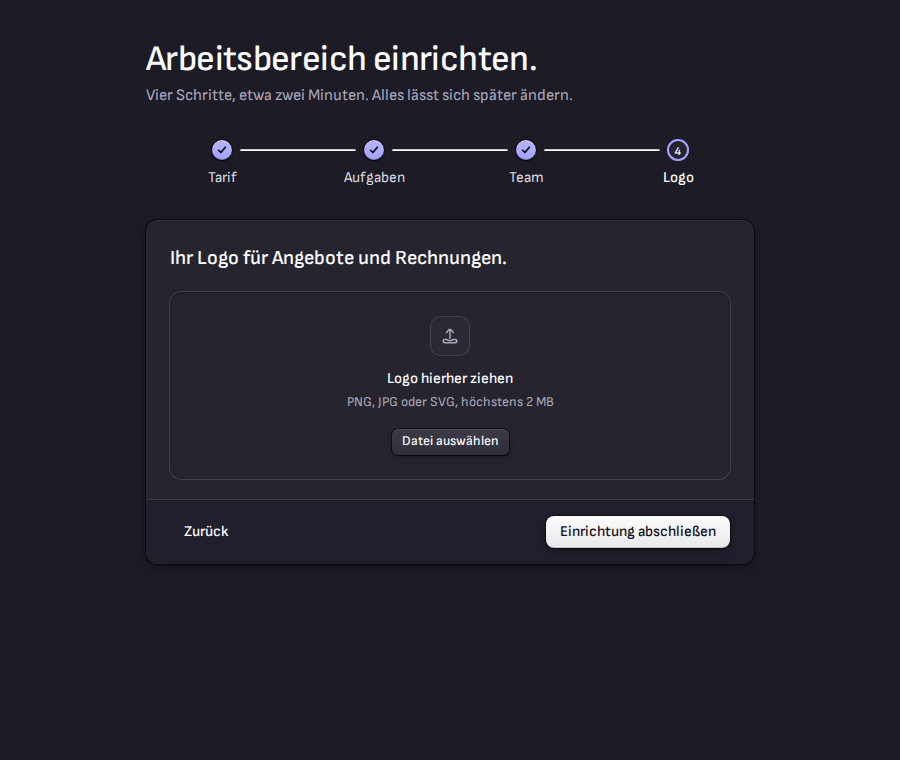 Arbeitsbereich einrichten.
Vier Schritte, etwa zwei Minuten. Alles lässt sich später ändern.
4
Tarif Aufgaben Team Logo
Ihr Logo für Angebote und Rechnungen.
Logo hierher ziehen
PNG, JPG oder SVG, höchstens 2 MB
Datei auswählen
Zurück Einrichtung abschließen